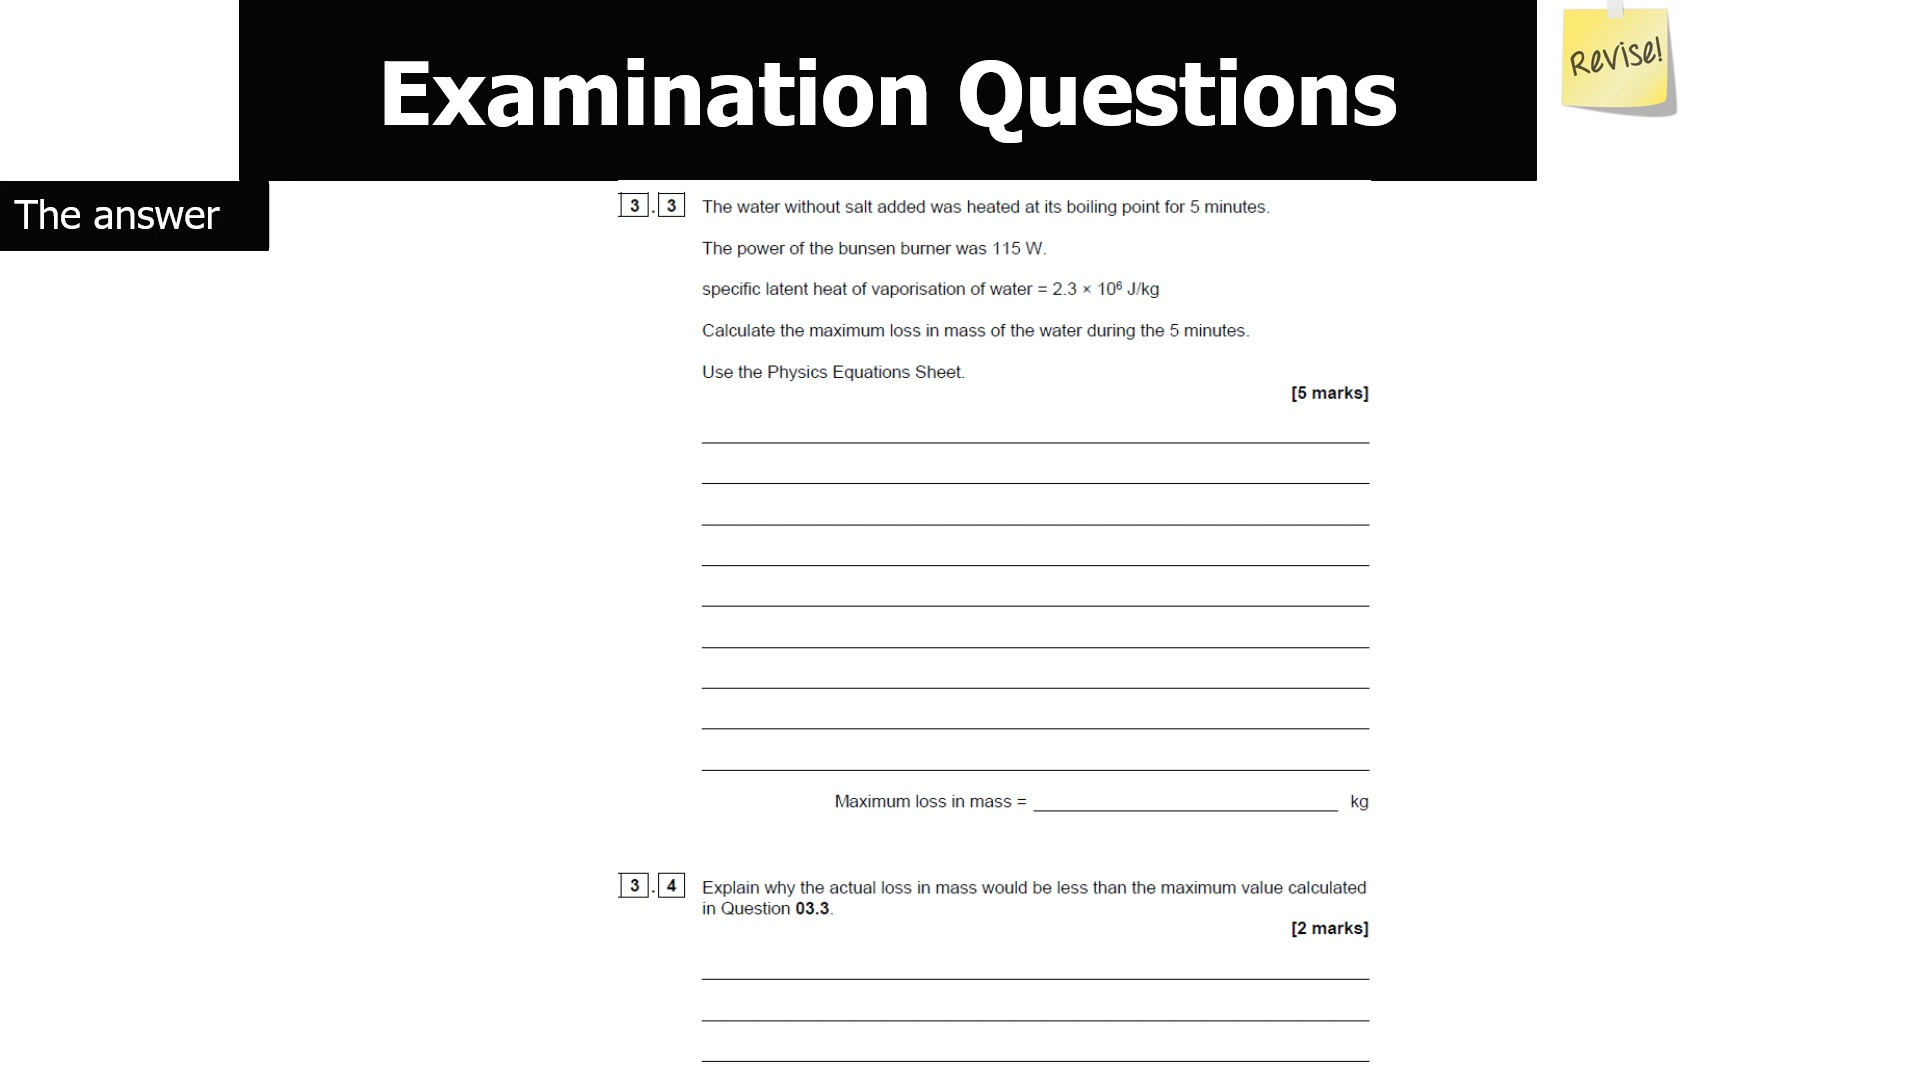 Examination Questions
Revise!
The answer
3 . 3 The water without salt added was heated at its boiling point for 5 minutes.
The power of the bunsen burner was 115 W.
specific latent heat of vaporisation of water = 2.3 × 10⁶ J/kg
Calculate the maximum loss in mass of the water during the 5 minutes.
Use the Physics Equations Sheet.
[5 marks]
Maximum loss in mass = ________ kg
3 . 4 Explain why the actual loss in mass would be less than the maximum value calculated
in Question 03.3.
[2 marks]